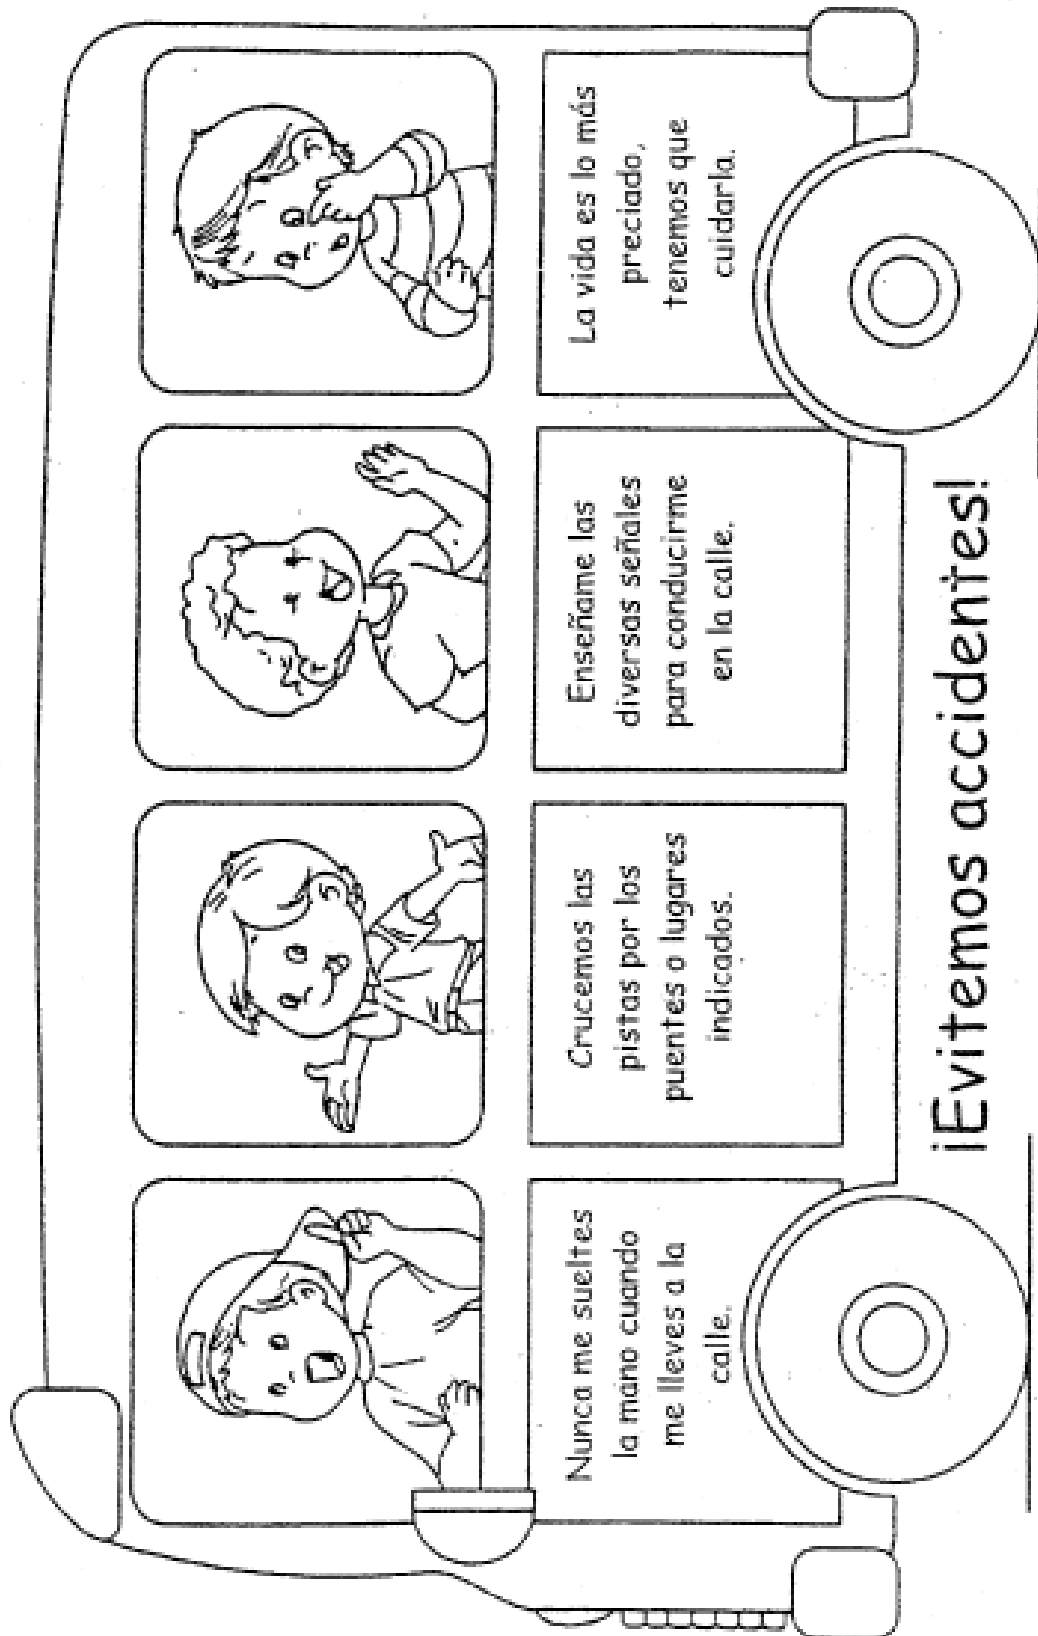 Nunca me sueltes
la mano cuando
me lleves a la
calle.
Crucemos las
pistas por los
puentes o lugares
indicados.
Enseñame las
diversas señales
para conducirme
en la calle.
La vida es lo más
preciado,
tenemos que
cuidarla.
¡Evitemos accidentes!